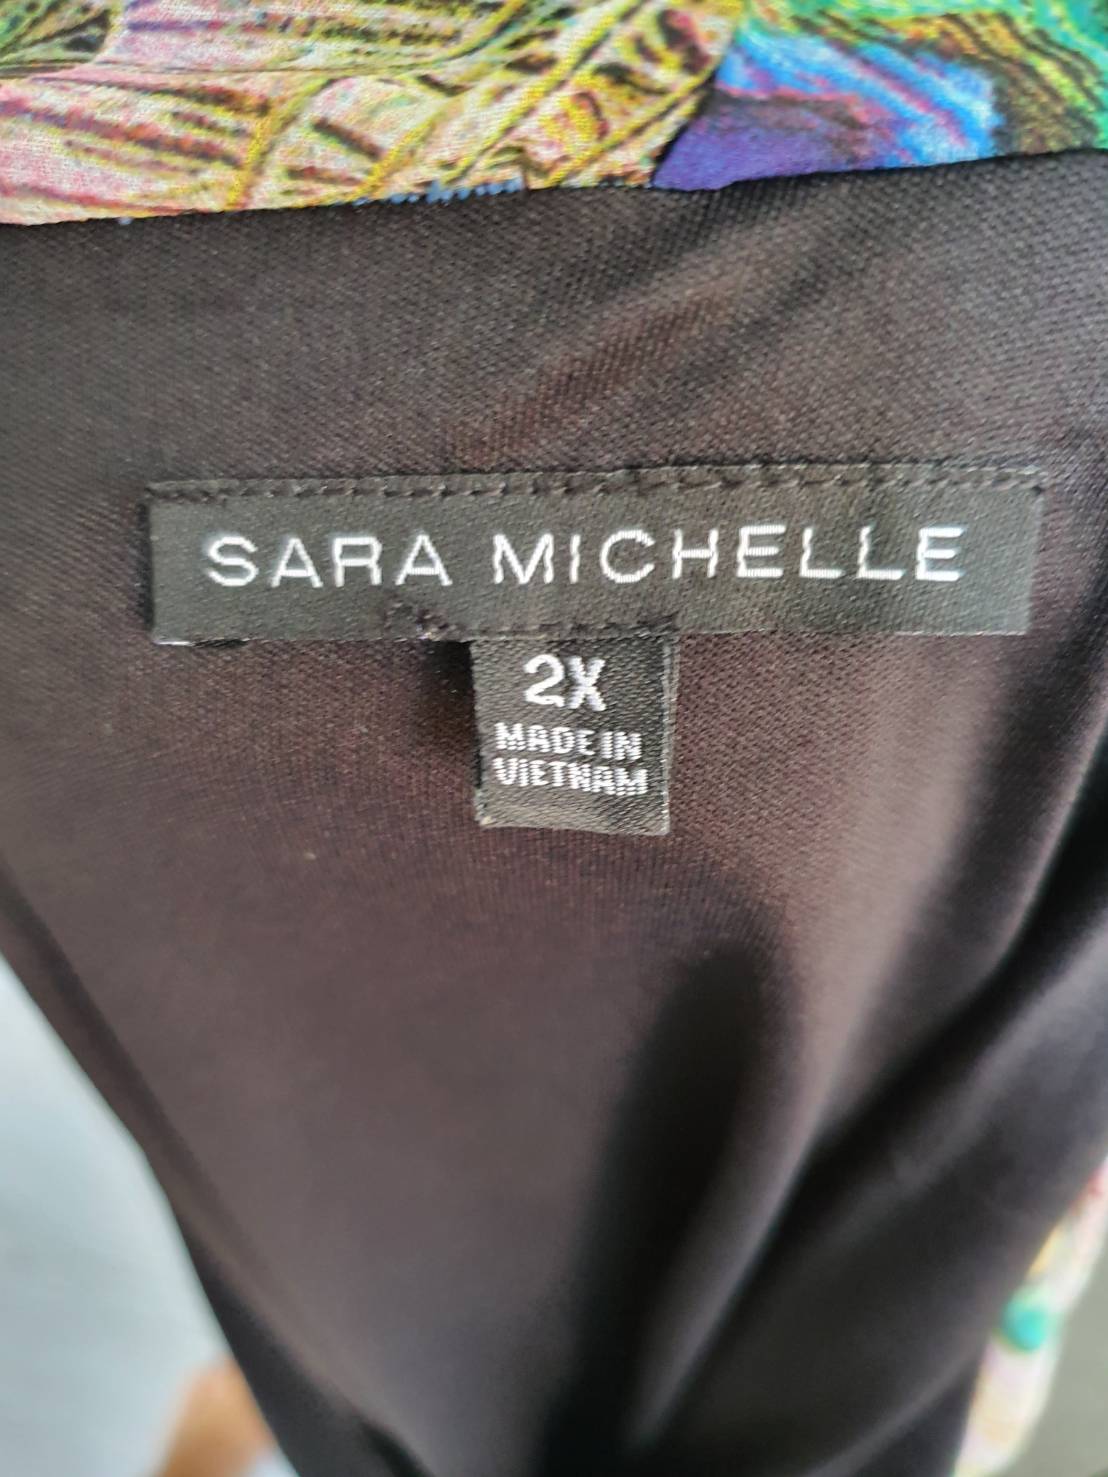 SARA MICHELLE
2X
MADE IN
VIETNAM